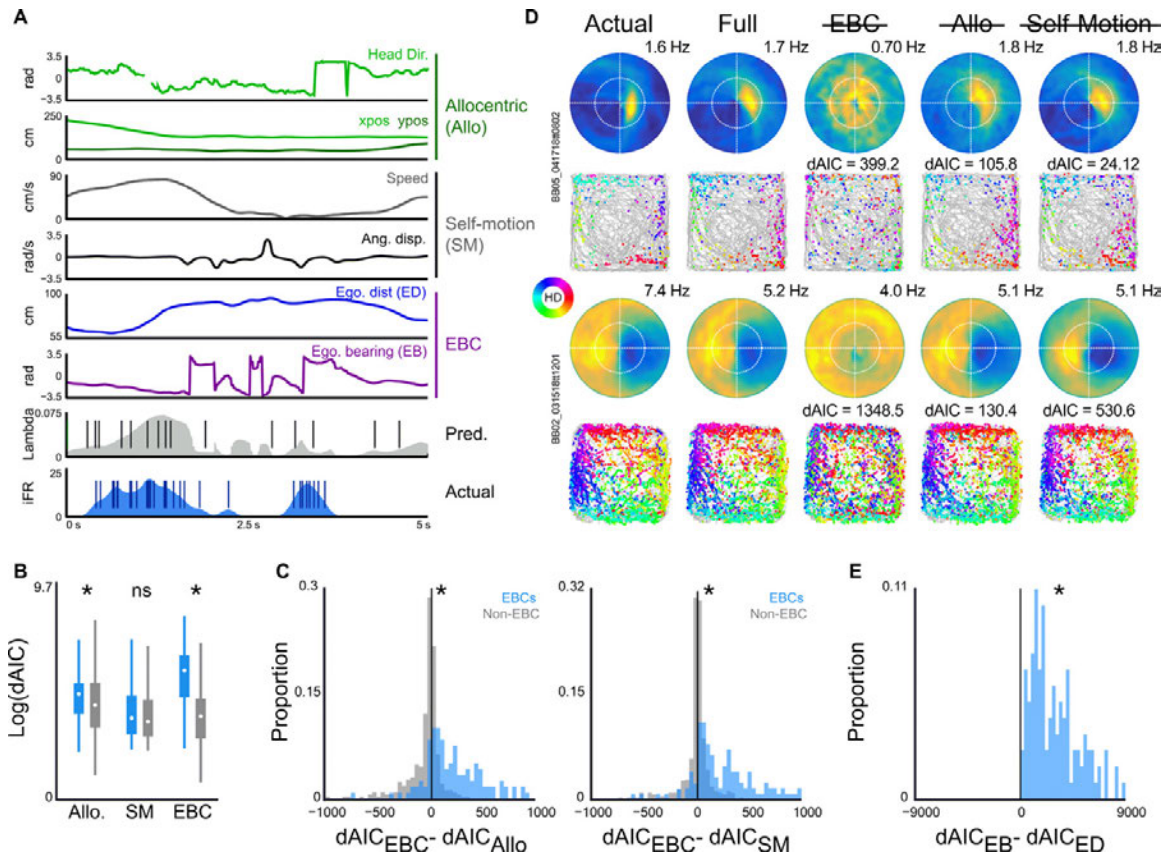 A
3.5
rad
0
-3.5
Head Dir.
250
cm
0
xpos ypos
Allocentric
(Allo)
90
cm/s
0
Speed
3.5
rad/s
-3.5
Ang. disp.
Self-motion
(SM)
cm
55
Ego. dist (ED)
3.5
rad
-3.5
Ego. bearing (EB)
EBC
0.075
Lambda
0
Pred.
25
iFR
0
Actual
0 s 2.5 s 5 s
D
Actual Full EBC Allo Self Motion
1.6 Hz 1.7 Hz 0.70 Hz 1.8 Hz 1.8 Hz
BB05_041718tt0802
dAIC = 399.2 dAIC = 105.8 dAIC = 24.12
HD
7.4 Hz 5.2 Hz 4.0 Hz 5.1 Hz 5.1 Hz
BB02_031518tt1201
dAIC = 1348.5 dAIC = 130.4 dAIC = 530.6
B
9.7
* ns *
Log(dAIC)
0
Allo. SM EBC
C
0.3
*
EBCs
Non-EBC
Proportion
0.15
0
-1000 -500 0 500 1000
dAICEBC- dAICAllo
0.32
*
EBCs
Non-EBC
Proportion
0.15
0
-1000 -500 0 500 1000
dAICEBC- dAICSM
E
0.11
*
Proportion
0
-9000 0 9000
dAICEB- dAICED